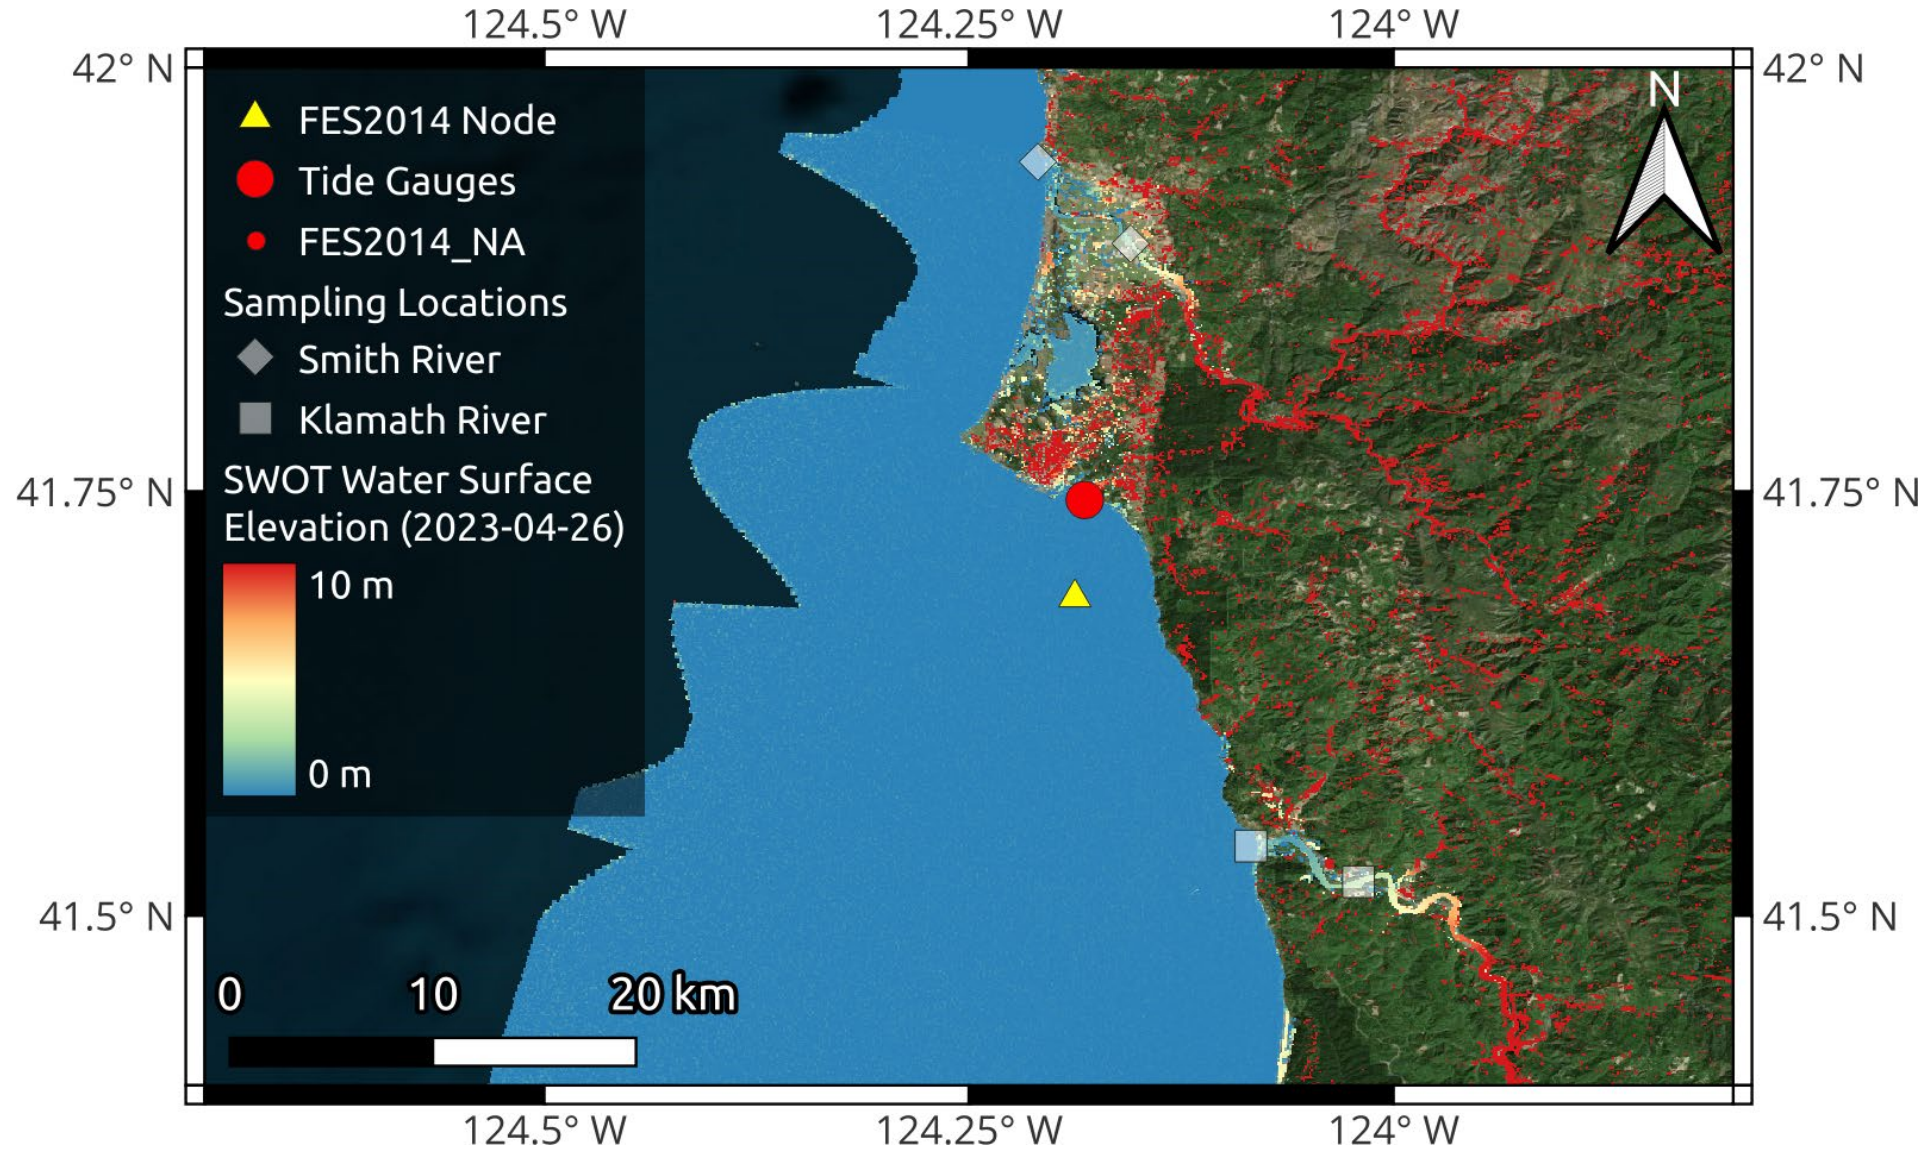 124.5° W 124.25° W 124° W
42° N 42° N
N
FES2014 Node
Tide Gauges
FES2014_NA
Sampling Locations
Smith River
Klamath River
SWOT Water Surface
Elevation (2023-04-26)
10 m
0 m
41.75° N 41.75° N
41.5° N 41.5° N
0 10 20 km
124.5° W 124.25° W 124° W